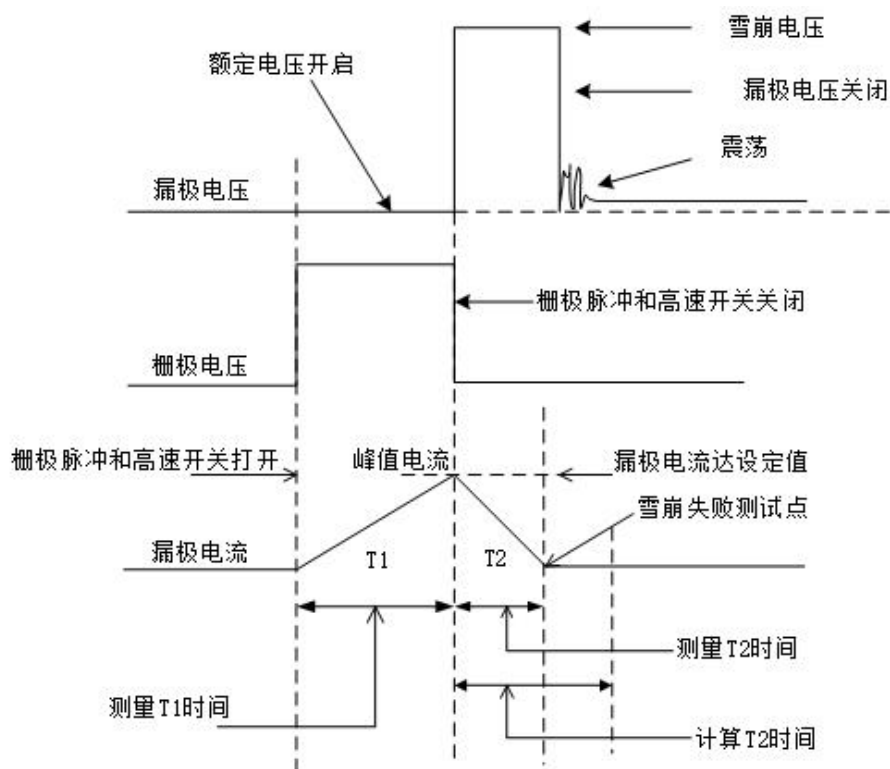 雪崩电压
额定电压开启
漏极电压关闭
震荡
漏极电压
栅极脉冲和高速开关关闭
栅极电压
栅极脉冲和高速开关打开
峰值电流
漏极电流达设定值
雪崩失败测试点
漏极电流
T1
T2
测量T2时间
测量T1时间
计算T2时间